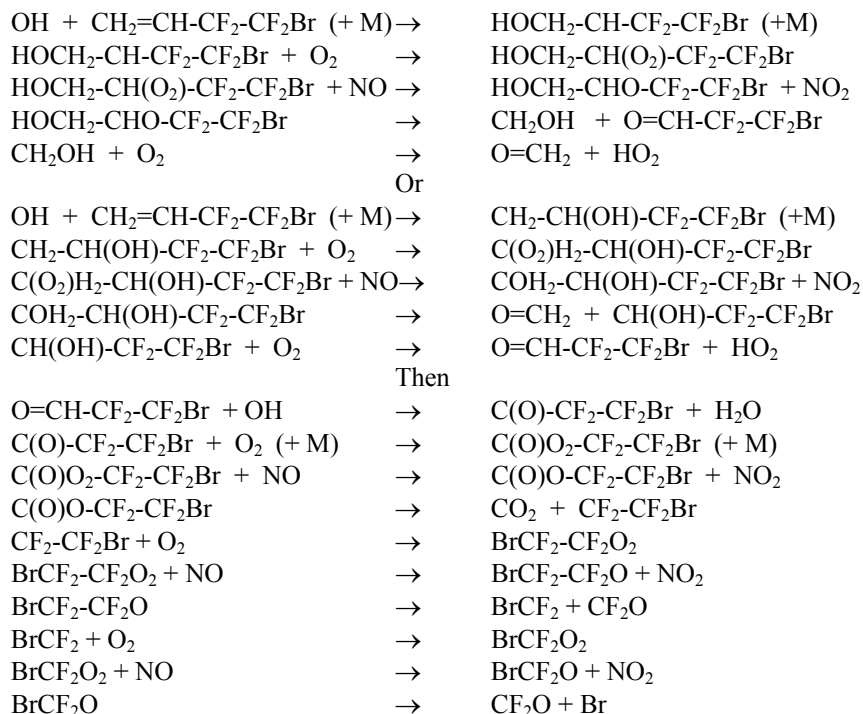 OH + CH₂=CH-CF₂-CF₂Br (+ M) → HOCH₂-CH-CF₂-CF₂Br (+M)
HOCH₂-CH-CF₂-CF₂Br + O₂ → HOCH₂-CH(O₂)-CF₂-CF₂Br
HOCH₂-CH(O₂)-CF₂-CF₂Br + NO → HOCH₂-CHO-CF₂-CF₂Br + NO₂
HOCH₂-CHO-CF₂-CF₂Br → CH₂OH + O=CH-CF₂-CF₂Br
CH₂OH + O₂ → O=CH₂ + HO₂
Or
OH + CH₂=CH-CF₂-CF₂Br (+ M) → CH₂-CH(OH)-CF₂-CF₂Br (+M)
CH₂-CH(OH)-CF₂-CF₂Br + O₂ → C(O₂)H₂-CH(OH)-CF₂-CF₂Br
C(O₂)H₂-CH(OH)-CF₂-CF₂Br + NO → COH₂-CH(OH)-CF₂-CF₂Br + NO₂
COH₂-CH(OH)-CF₂-CF₂Br → O=CH₂ + CH(OH)-CF₂-CF₂Br
CH(OH)-CF₂-CF₂Br + O₂ → O=CH-CF₂-CF₂Br + HO₂
Then
O=CH-CF₂-CF₂Br + OH → C(O)-CF₂-CF₂Br + H₂O
C(O)-CF₂-CF₂Br + O₂ (+ M) → C(O)O₂-CF₂-CF₂Br (+ M)
C(O)O₂-CF₂-CF₂Br + NO → C(O)O-CF₂-CF₂Br + NO₂
C(O)O-CF₂-CF₂Br → CO₂ + CF₂-CF₂Br
CF₂-CF₂Br + O₂ → BrCF₂-CF₂O₂
BrCF₂-CF₂O₂ + NO → BrCF₂-CF₂O + NO₂
BrCF₂-CF₂O → BrCF₂ + CF₂O
BrCF₂ + O₂ → BrCF₂O₂
BrCF₂O₂ + NO → BrCF₂O + NO₂
BrCF₂O → CF₂O + Br